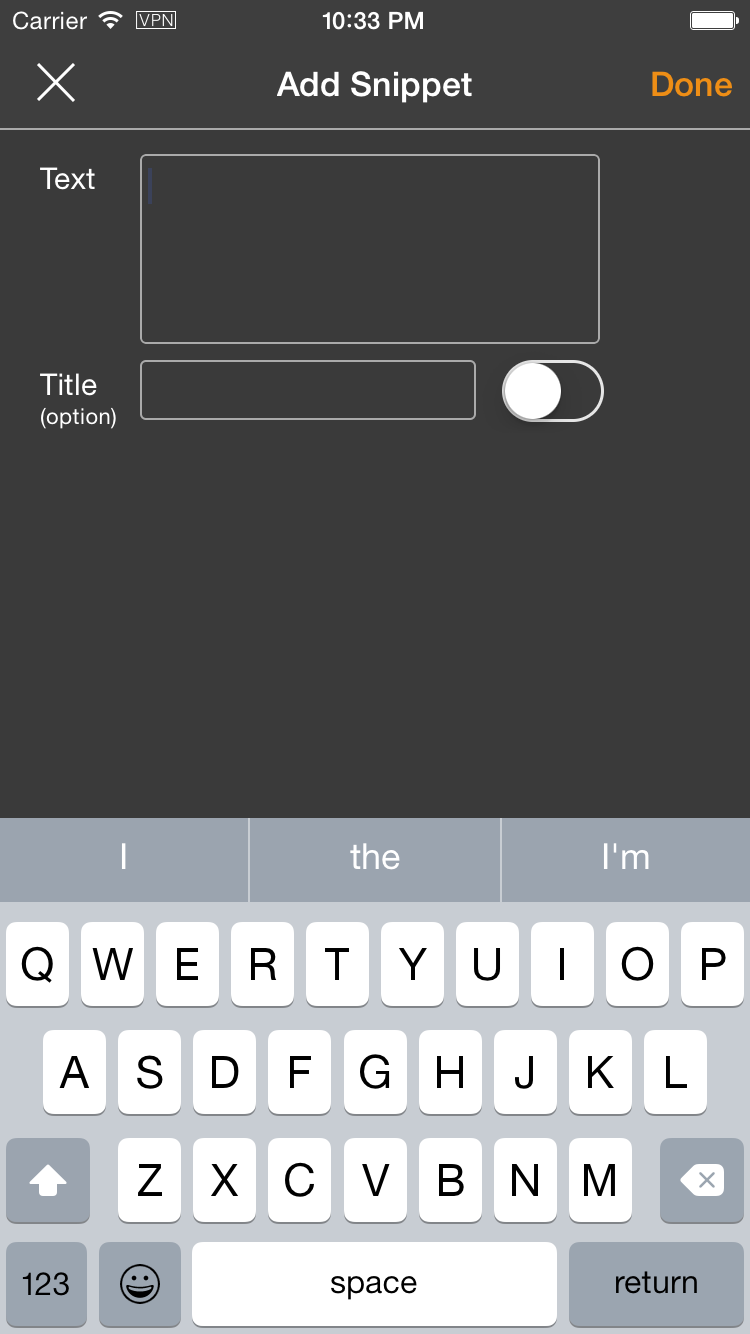 Carrier VPN 10:33 PM
Add Snippet Done
Text
Title
(option)
I the I'm
Q W E R T Y U I O P
A S D F G H J K L
Z X C V B N M
123 space return